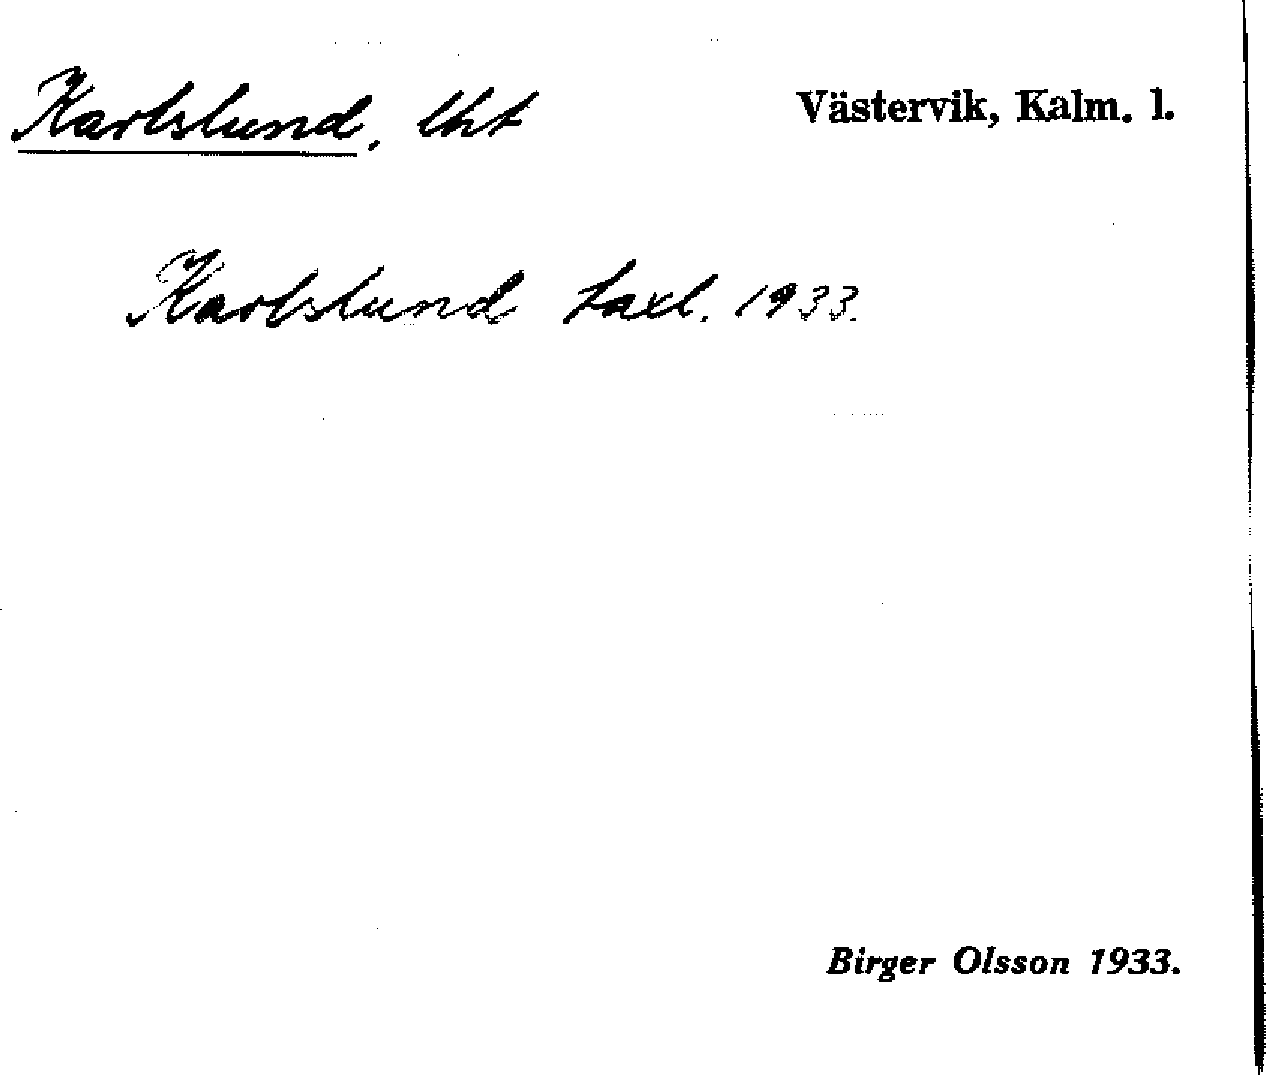 Karlslund, lht Västervik, Kalm. l.
Karlslund taxl. 1933.
Birger Olsson 1933.